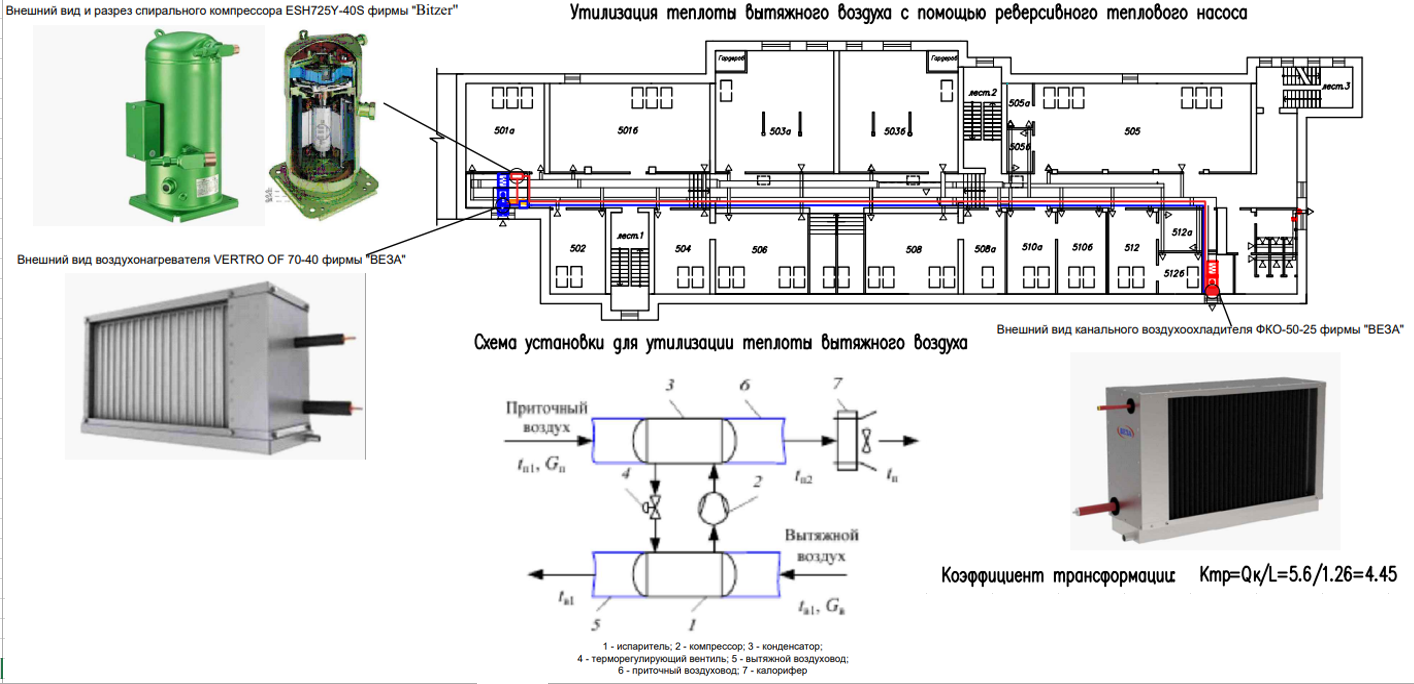 Внешний вид и разрез спирального компрессора ESH725Y-40S фирмы "Bitzer"
Утилизация теплоты вытяжного воздуха с помощью реверсивного теплового насоса
Гардероб
Гардероб
лест.2
лест.3
501а
501б
503а
503б
505а
505б
505
502
лест.1
504
506
508
508а
510а
510б
512
512а
512б
Внешний вид воздухонагревателя VERTRO OF 70-40 фирмы "ВЕЗА"
Внешний вид канального воздухоохладителя ФКО-50-25 фирмы "ВЕЗА"
Схема установки для утилизации теплоты вытяжного воздуха
3
6
7
Приточный
воздух
tп1, Gп
tп2
tп
4
2
Вытяжной
воздух
tв1
tв1, Gв
5
1
1 - испаритель; 2 - компрессор; 3 - конденсатор;
4 - терморегулирующий вентиль; 5 - вытяжной воздуховод;
6 - приточный воздуховод; 7 - калорифер
Коэффициент трансформации: Kтр=Qк/L=5.6/1.26=4.45